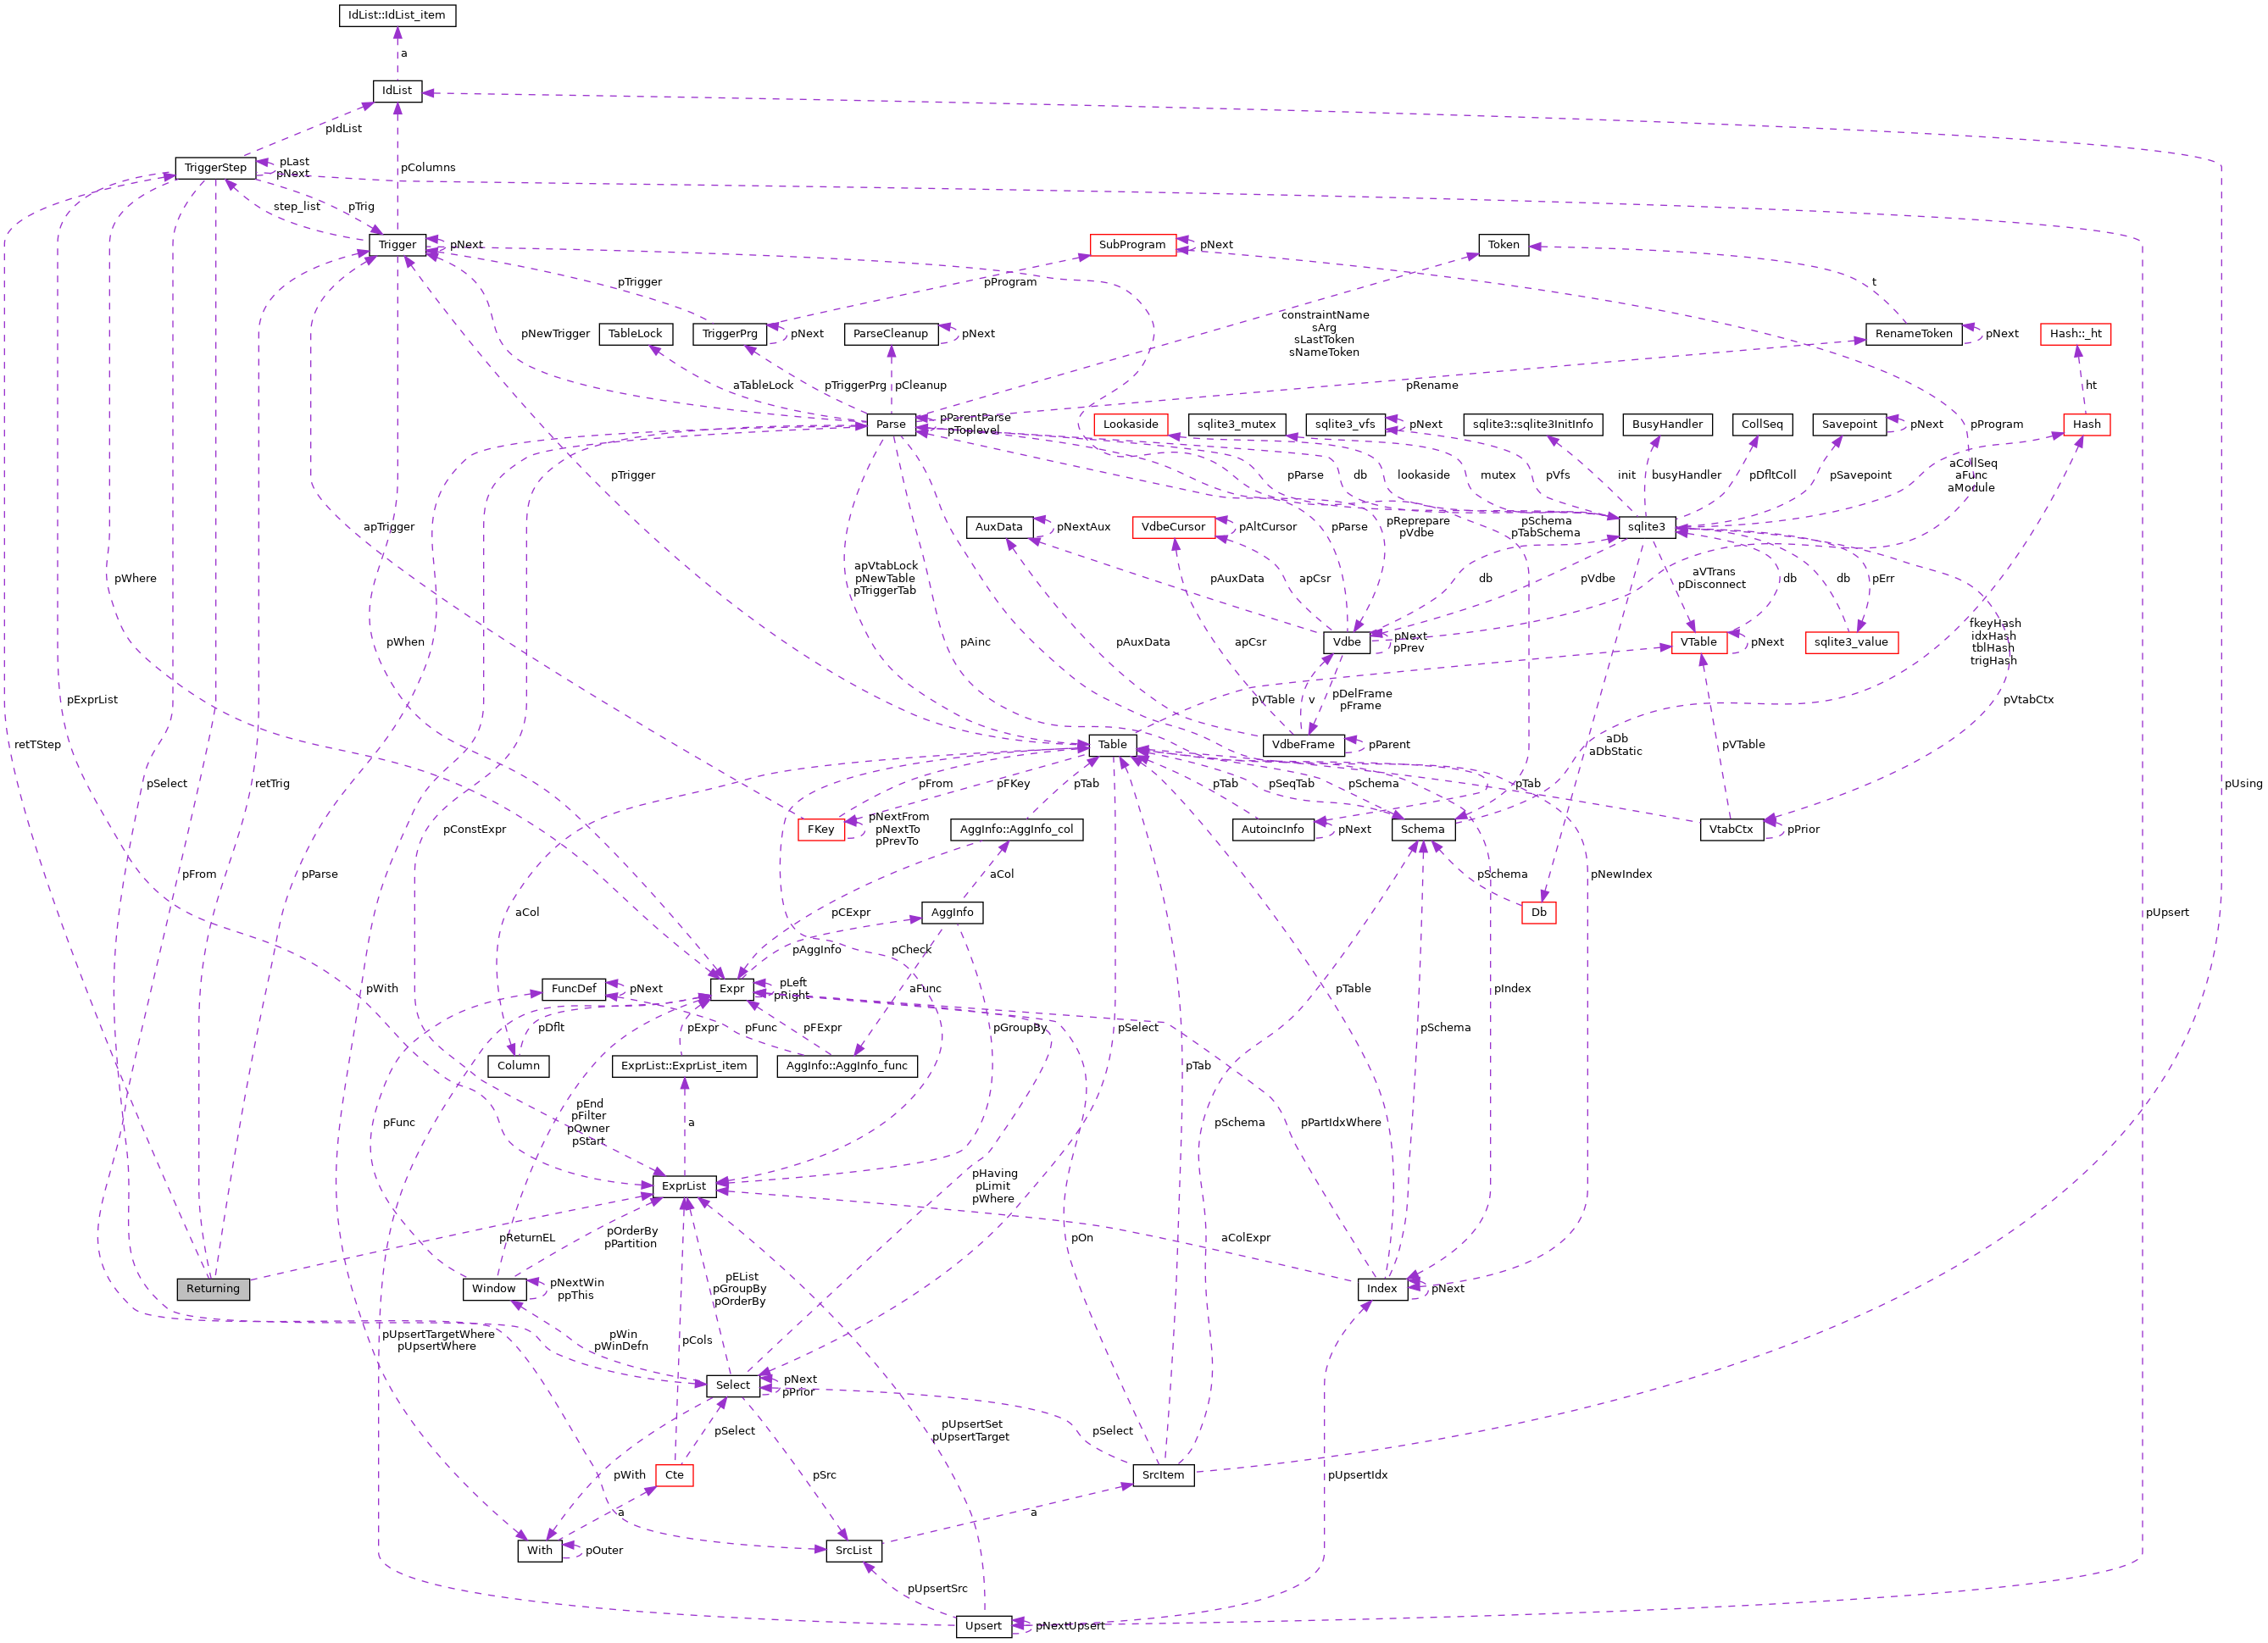 IdList::IdList_item
a
IdList
pIdList
TriggerStep
pLast
pNext
pColumns
step_list
pTrig
Trigger
pNext
SubProgram
pNext
Token
pTrigger
pProgram
t
constraintName
sArg
sLastToken
sNameToken
pNewTrigger
TableLock
TriggerPrg
pNext
ParseCleanup
pNext
RenameToken
pNext
Hash::_ht
aTableLock
pTriggerPrg
pCleanup
pRename
ht
Parse
pParentParse
pToplevel
Lookaside
sqlite3_mutex
sqlite3_vfs
pNext
sqlite3::sqlite3InitInfo
BusyHandler
CollSeq
Savepoint
pNext
pProgram
Hash
pTrigger
pParse
db
lookaside
mutex
pVfs
init
busyHandler
pDfltColl
pSavepoint
aCollSeq
aFunc
aModule
apTrigger
AuxData
pNextAux
VdbeCursor
pAltCursor
pParse
pReprepare
pVdbe
pSchema
pTabSchema
sqlite3
pWhere
apVtabLock
pNewTable
pTriggerTab
pAuxData
apCsr
db
pVdbe
aVTrans
pDisconnect
db
db
pErr
pWhen
pAinc
pAuxData
apCsr
Vdbe
pNext
pPrev
VTable
pNext
sqlite3_value
fkeyHash
idxHash
tblHash
trigHash
pExprList
pVTable
v
pDelFrame
pFrame
pVtabCtx
retTStep
Table
VdbeFrame
pParent
aDb
aDbStatic
pVTable
pSelect
retTrig
pFrom
pFKey
pTab
pTab
pSeqTab
pSchema
pTab
pUsing
pConstExpr
FKey
pNextFrom
pNextTo
pPrevTo
AggInfo::AggInfo_col
AutoincInfo
pNext
Schema
VtabCtx
pPrior
pFrom
pParse
aCol
pSchema
pNewIndex
aCol
pCExpr
AggInfo
Db
pUpsert
pAggInfo
pCheck
pWith
FuncDef
pNext
Expr
pLeft
pRight
aFunc
pTable
pIndex
pDflt
pExpr
pFunc
pFExpr
pGroupBy
pSelect
pSchema
Column
ExprList::ExprList_item
AggInfo::AggInfo_func
pTab
pFunc
pEnd
pFilter
pOwner
pStart
a
pSchema
pPartIdxWhere
ExprList
pHaving
pLimit
pWhere
pReturnEL
pOrderBy
pPartition
pOn
aColExpr
Returning
Window
pNextWin
ppThis
pEList
pGroupBy
pOrderBy
Index
pNext
pUpsertTargetWhere
pUpsertWhere
pWin
pWinDefn
pCols
Select
pNext
pPrior
pSelect
pUpsertSet
pUpsertTarget
pSelect
pWith
Cte
pSrc
SrcItem
pUpsertIdx
a
a
With
pOuter
SrcList
pUpsertSrc
Upsert
pNextUpsert